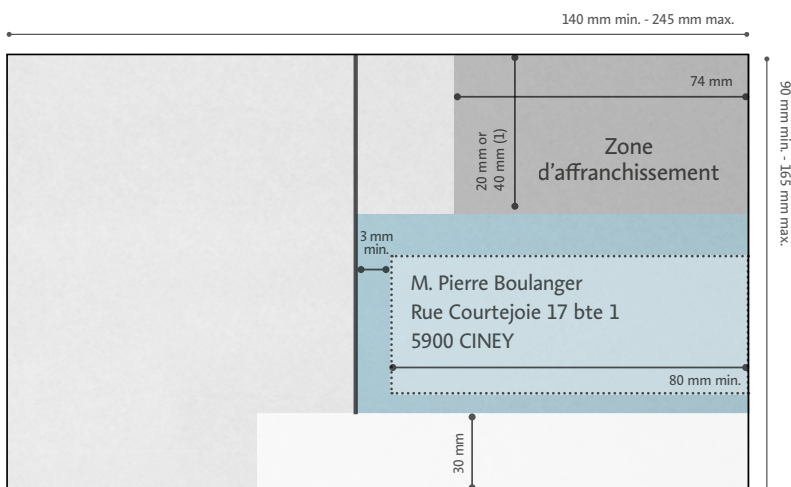 140 mm min. - 245 mm max.
90 mm min. - 165 mm max.
74 mm
20 mm or
40 mm (1)
Zone
d'affranchissement
3 mm
min.
M. Pierre Boulanger
Rue Courtejoie 17 bte 1
5900 CINEY
80 mm min.
30 mm